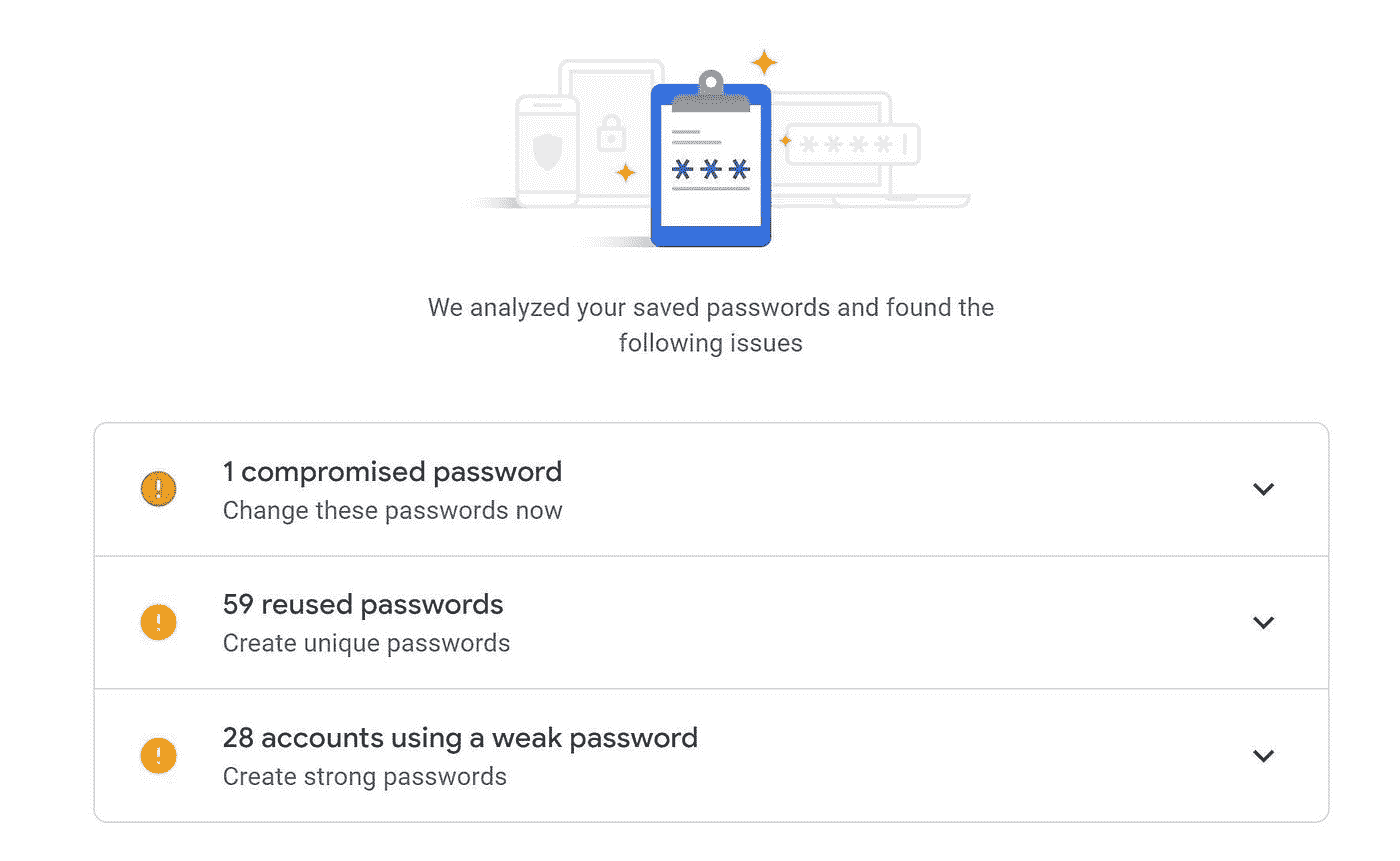 We analyzed your saved passwords and found the
following issues
1 compromised password
Change these passwords now
59 reused passwords
Create unique passwords
28 accounts using a weak password
Create strong passwords